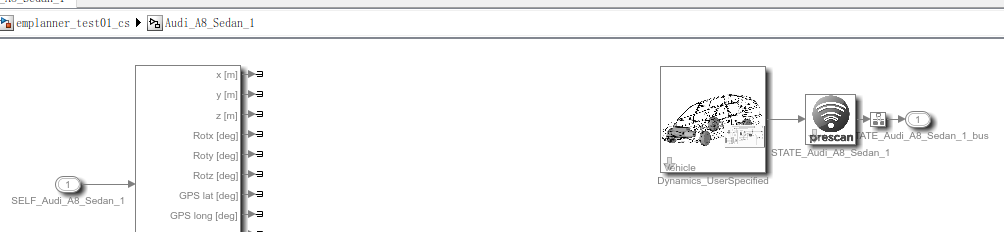 emplanner_test01_cs
Audi_A8_Sedan_1
x [m]
y [m]
z [m]
Rotx [deg]
Roty [deg]
Rotz [deg]
GPS lat [deg]
GPS long [deg]
1
SELF_Audi_A8_Sedan_1
Vehicle
Dynamics_UserSpecified
prescan
STATE_Audi_A8_Sedan_1
1
TATE_Audi_A8_Sedan_1_bus